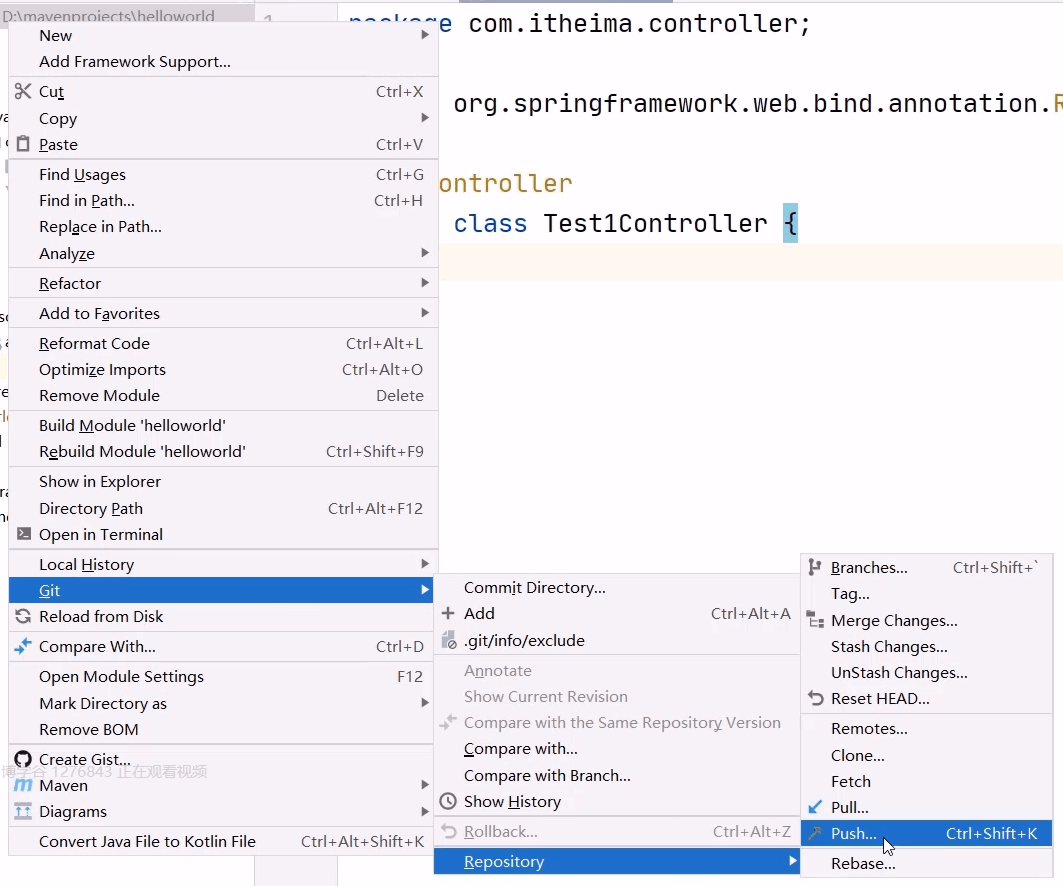 D:\mavenprojects\helloworld
1
package com.itheima.controller;
org.springframework.web.bind.annotation.R
ontroller
class Test1Controller {
New
Add Framework Support...
Cut Ctrl+X
Copy
Paste Ctrl+V
Find Usages Ctrl+G
Find in Path... Ctrl+H
Replace in Path...
Analyze
Refactor
Add to Favorites
Reformat Code Ctrl+Alt+L
Optimize Imports Ctrl+Alt+O
Remove Module Delete
Build Module 'helloworld'
Rebuild Module 'helloworld' Ctrl+Shift+F9
Show in Explorer
Directory Path Ctrl+Alt+F12
Open in Terminal
Local History
Git
Reload from Disk
Compare With... Ctrl+D
Open Module Settings F12
Mark Directory as
Remove BOM
Create Gist...
博学谷 1276843 正在观看视频
Maven
Diagrams
Convert Java File to Kotlin File Ctrl+Alt+Shift+K
Commit Directory...
Add Ctrl+Alt+A
.git/info/exclude
Annotate
Show Current Revision
Compare with the Same Repository Version
Compare with...
Compare with Branch...
Show History
Rollback... Ctrl+Alt+Z
Repository
Branches... Ctrl+Shift+`
Tag...
Merge Changes...
Stash Changes...
UnStash Changes...
Reset HEAD...
Remotes...
Clone...
Fetch
Pull...
Push... Ctrl+Shift+K
Rebase...